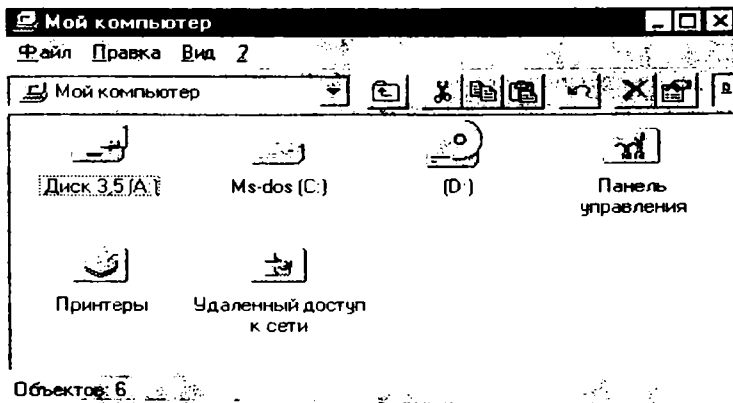 Мой компьютер
Файл Правка Вид ?
Мой компьютер
Диск 3,5 (A:) Ms-dos (C:) (D:) Панель управления
Принтеры Удаленный доступ к сети
Объектов: 6